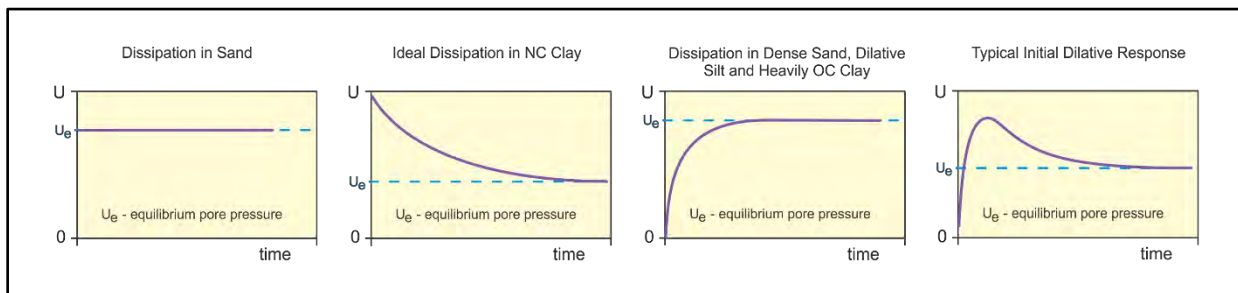 Dissipation in Sand
U
Ue
Ue - equilibrium pore pressure
0
time
Ideal Dissipation in NC Clay
U
Ue
Ue - equilibrium pore pressure
0
time
Dissipation in Dense Sand, Dilative
Silt and Heavily OC Clay
U
Ue
Ue - equilibrium pore pressure
0
time
Typical Initial Dilative Response
U
Ue
Ue - equilibrium pore pressure
0
time